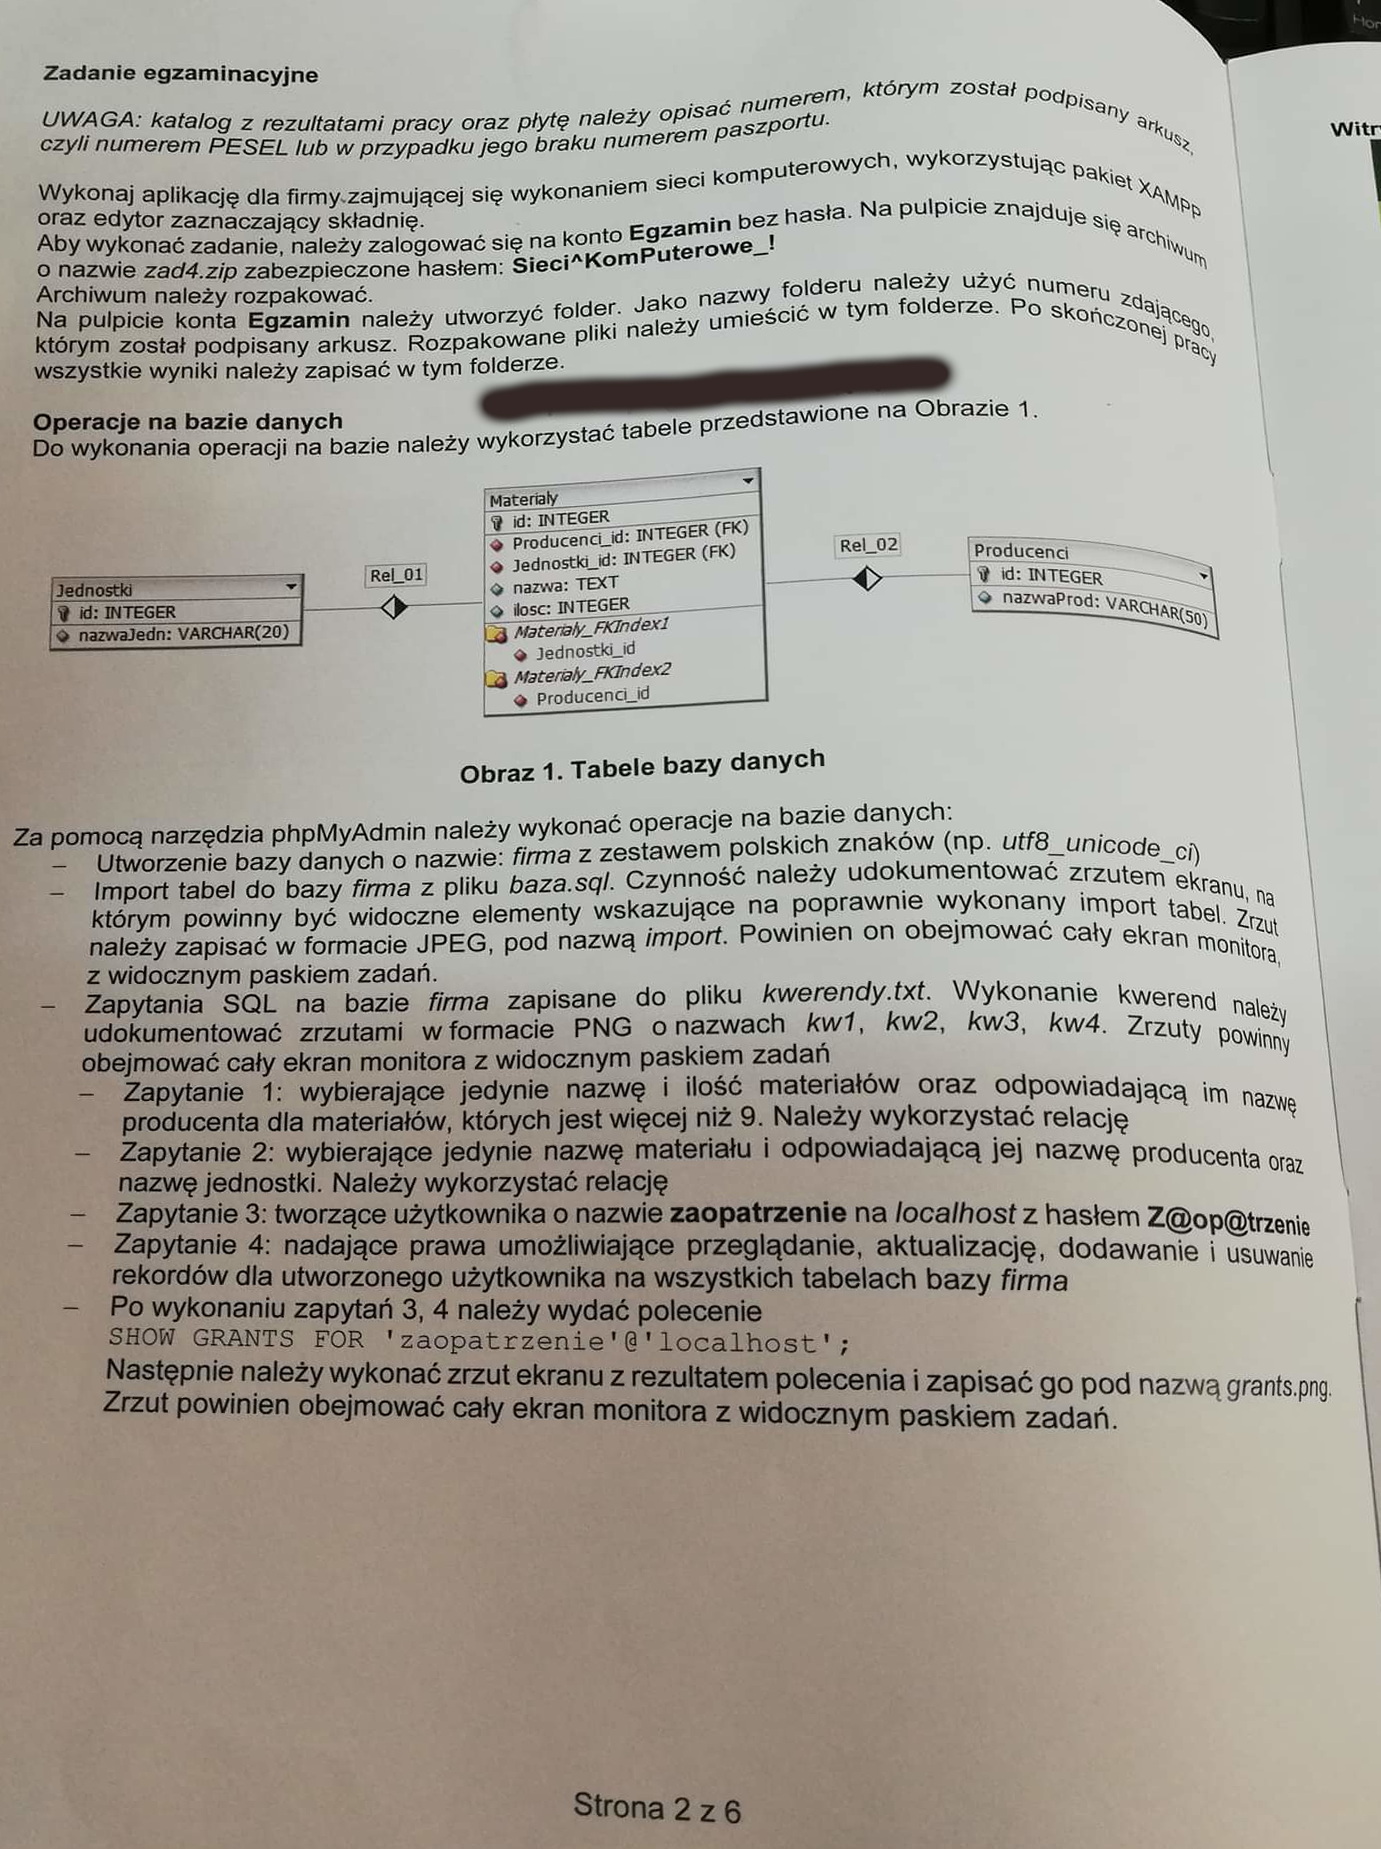 Hor
Witr
Zadanie egzaminacyjne
UWAGA: katalog z rezultatami pracy oraz płytę należy opisać numerem, którym został podpisany arkusz,
czyli numerem PESEL lub w przypadku jego braku numerem paszportu.
Wykonaj aplikację dla firmy zajmującej się wykonaniem sieci komputerowych, wykorzystując pakiet XAMPP
oraz edytor zaznaczający składnię.
Aby wykonać zadanie, należy zalogować się na konto Egzamin bez hasła. Na pulpicie znajduje się archiwum
o nazwie zad4.zip zabezpieczone hasłem: Sieci^KomPuterowe_!
Archiwum należy rozpakować.
Na pulpicie konta Egzamin należy utworzyć folder. Jako nazwy folderu należy użyć numeru zdającego,
którym został podpisany arkusz. Rozpakowane pliki należy umieścić w tym folderze. Po skończonej pracy
wszystkie wyniki należy zapisać w tym folderze.
Operacje na bazie danych
Do wykonania operacji na bazie należy wykorzystać tabele przedstawione na Obrazie 1.
Jednostki
id: INTEGER
nazwaJedn: VARCHAR(20)
Rel_01
Materialy
id: INTEGER
Producenci_id: INTEGER (FK)
Jednostki_id: INTEGER (FK)
nazwa: TEXT
ilosc: INTEGER
Materialy_FKIndex1
Jednostki_id
Materialy_FKIndex2
Producenci_id
Rel_02
Producenci
id: INTEGER
nazwaProd: VARCHAR(50)
Obraz 1. Tabele bazy danych
Za pomocą narzędzia phpMyAdmin należy wykonać operacje na bazie danych:
– Utworzenie bazy danych o nazwie: firma z zestawem polskich znaków (np. utf8_unicode_ci)
– Import tabel do bazy firma z pliku baza.sql. Czynność należy udokumentować zrzutem ekranu, na
którym powinny być widoczne elementy wskazujące na poprawnie wykonany import tabel. Zrzut
należy zapisać w formacie JPEG, pod nazwą import. Powinien on obejmować cały ekran monitora,
z widocznym paskiem zadań.
– Zapytania SQL na bazie firma zapisane do pliku kwerendy.txt. Wykonanie kwerend należy
udokumentować zrzutami w formacie PNG o nazwach kw1, kw2, kw3, kw4. Zrzuty powinny
obejmować cały ekran monitora z widocznym paskiem zadań
– Zapytanie 1: wybierające jedynie nazwę i ilość materiałów oraz odpowiadającą im nazwę
producenta dla materiałów, których jest więcej niż 9. Należy wykorzystać relację
– Zapytanie 2: wybierające jedynie nazwę materiału i odpowiadającą jej nazwę producenta oraz
nazwę jednostki. Należy wykorzystać relację
– Zapytanie 3: tworzące użytkownika o nazwie zaopatrzenie na localhost z hasłem Z@op@trzenie
– Zapytanie 4: nadające prawa umożliwiające przeglądanie, aktualizację, dodawanie i usuwanie
rekordów dla utworzonego użytkownika na wszystkich tabelach bazy firma
– Po wykonaniu zapytań 3, 4 należy wydać polecenie
SHOW GRANTS FOR 'zaopatrzenie'@'localhost';
Następnie należy wykonać zrzut ekranu z rezultatem polecenia i zapisać go pod nazwą grants.png.
Zrzut powinien obejmować cały ekran monitora z widocznym paskiem zadań.
Strona 2 z 6